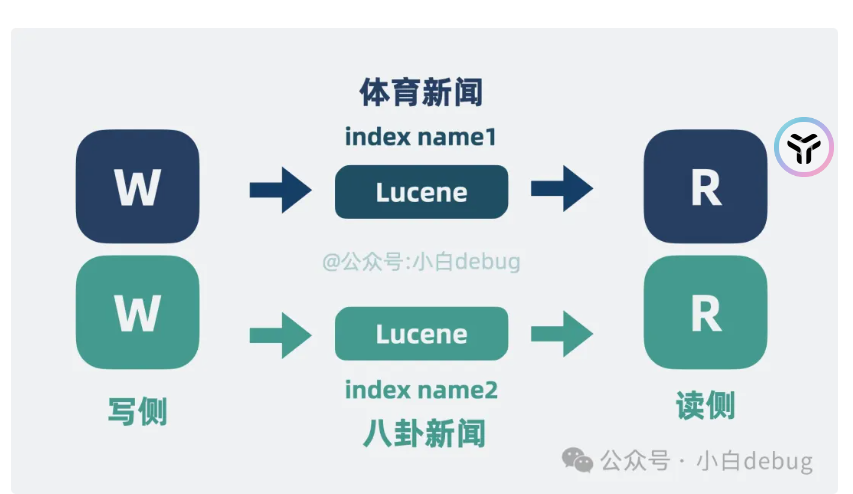 体育新闻
index name1
W
Lucene
R
@公众号:小白debug
W
Lucene
R
index name2
写侧
八卦新闻
读侧
公众号 · 小白debug